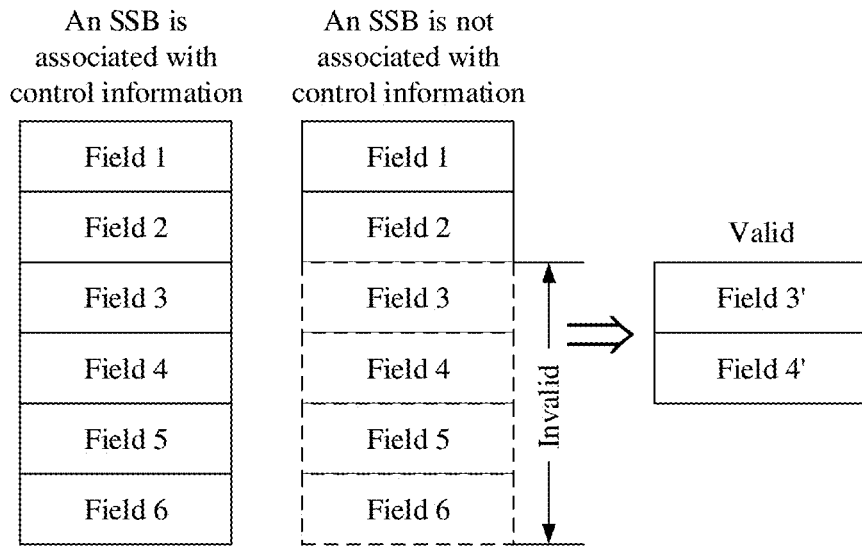 An SSB is
associated with
control information
Field 1
Field 2
Field 3
Field 4
Field 5
Field 6
An SSB is not
associated with
control information
Field 1
Field 2
Field 3
Field 4
Field 5
Field 6
Invalid
Valid
Field 3'
Field 4'